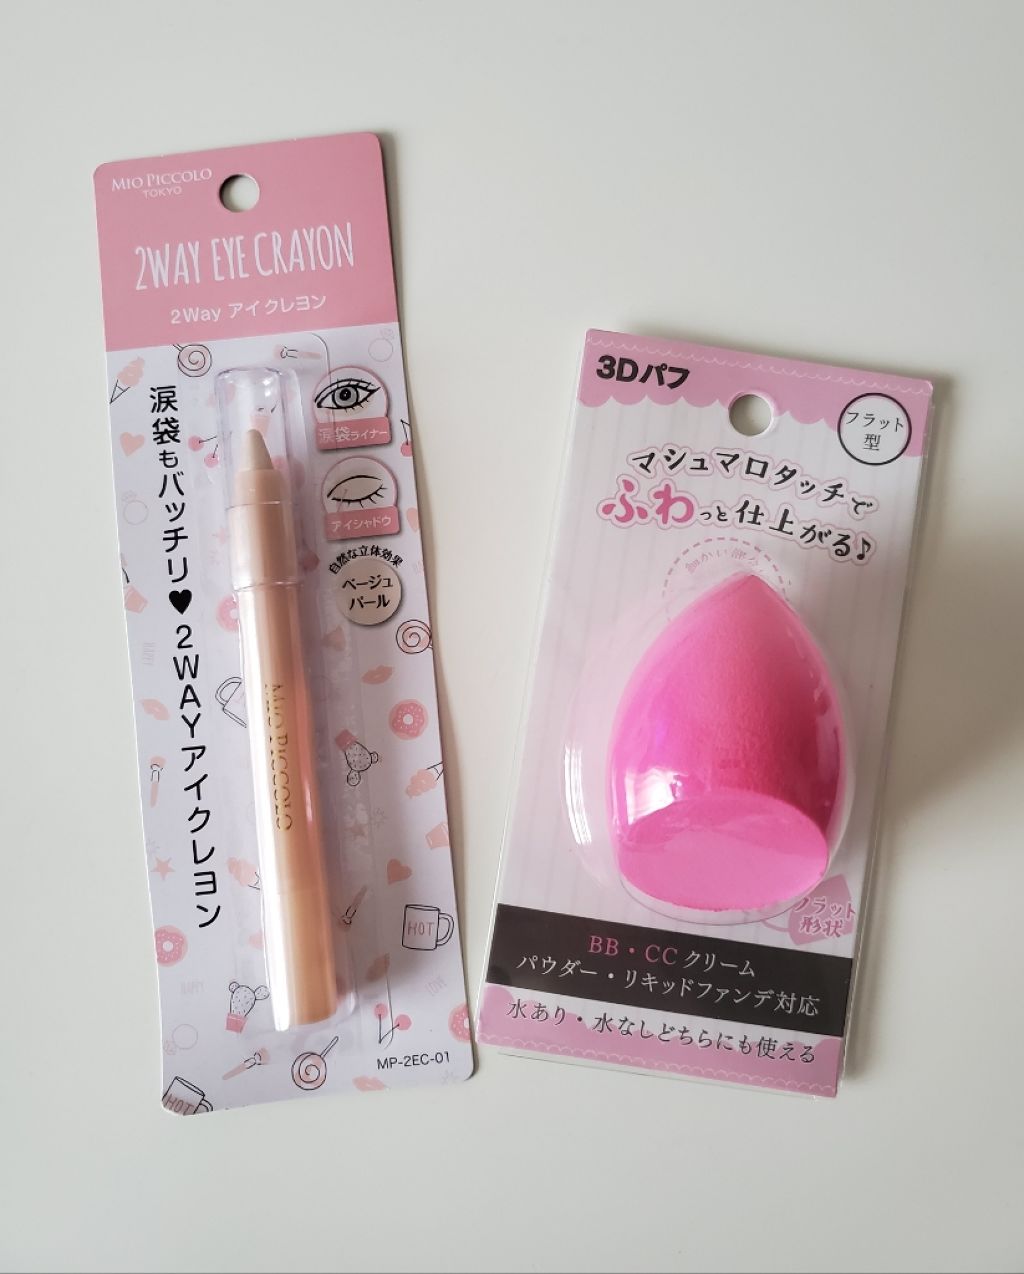 MIO PICCOLO
TOKYO
2WAY EYE CRAYON
2Way アイクレヨン
涙袋もバッチリ♥2WAYアイクレヨン
涙袋ライナー
アイシャドウ
自然な立体効果
ベージュ
パール
MIO PICCOLO
HOT
HAPPY
LOVE
HOT
MP-2EC-01
3Dパフ
フラット
型
マシュマロタッチで
ふわっと仕上がる♪
フラット
形状
BB・CCクリーム
パウダー・リキッドファンデ対応
水あり・水なしどちらにも使える